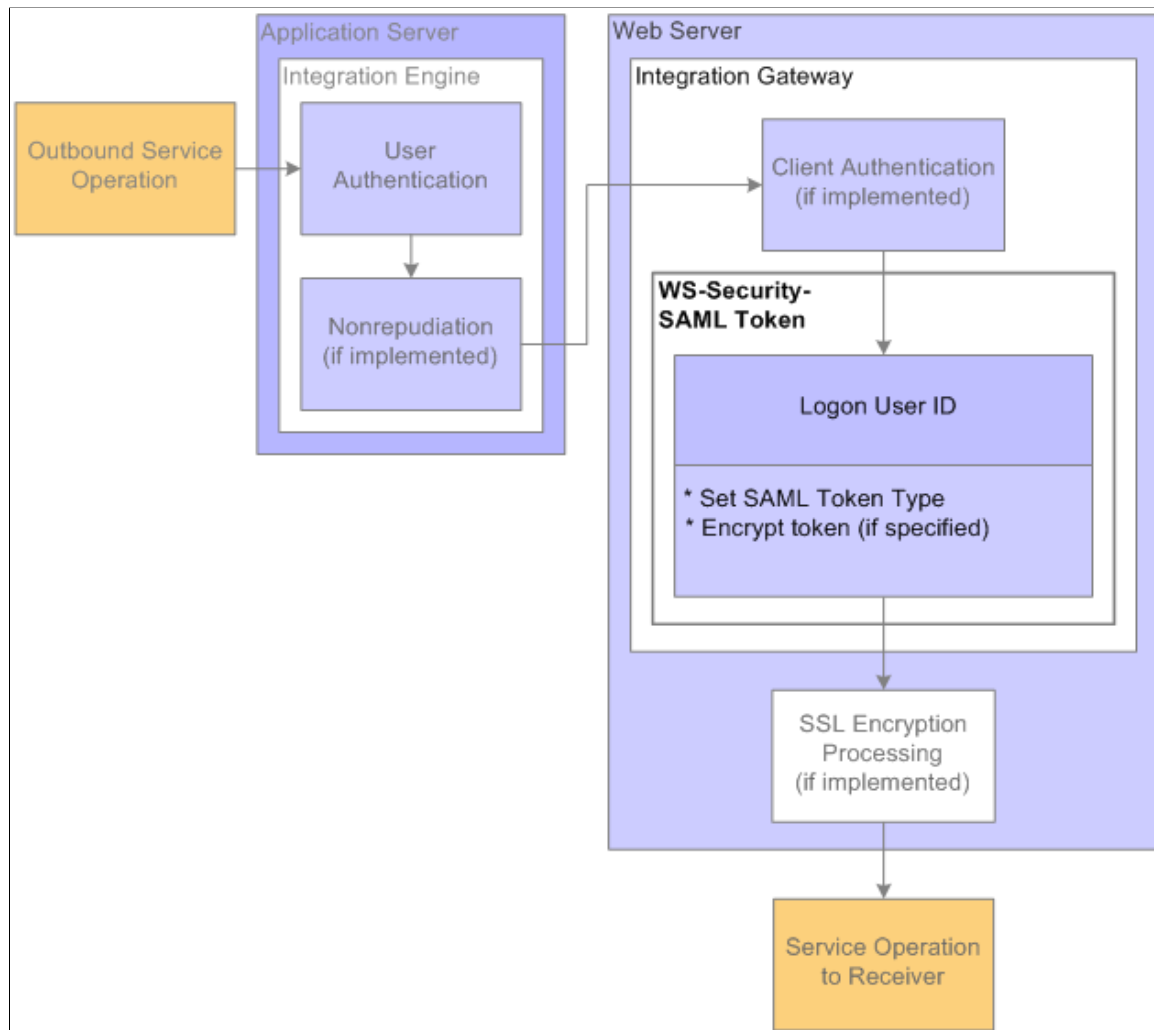 Application Server
Integration Engine
Outbound Service
Operation
User
Authentication
Nonrepudiation
(if implemented)
Web Server
Integration Gateway
Client Authentication
(if implemented)
WS-Security-
SAML Token
Logon User ID
* Set SAML Token Type
* Encrypt token (if specified)
SSL Encryption
Processing
(if implemented)
Service Operation
to Receiver